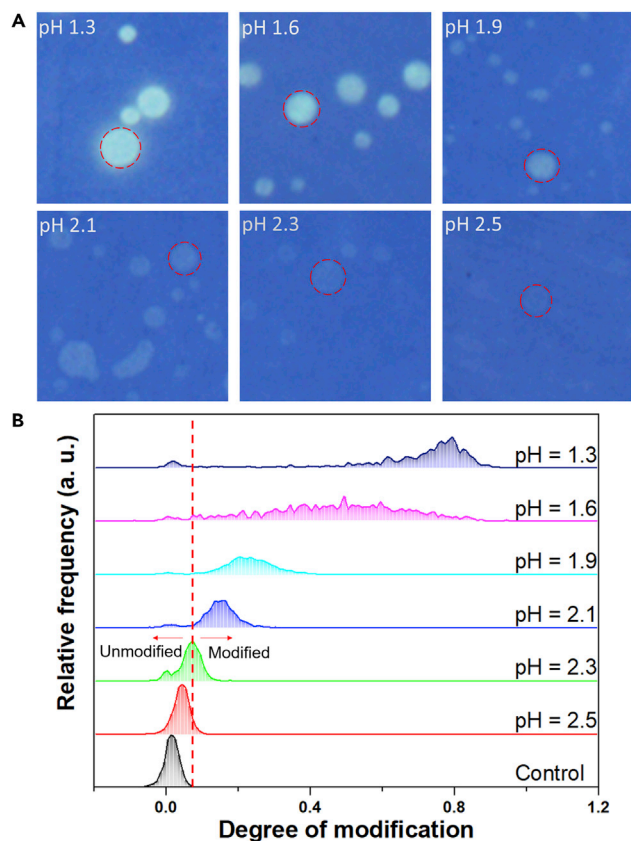 A
pH 1.3
pH 1.6
pH 1.9
pH 2.1
pH 2.3
pH 2.5
B
Relative frequency (a. u.)
pH = 1.3
pH = 1.6
pH = 1.9
pH = 2.1
Unmodified
Modified
pH = 2.3
pH = 2.5
Control
0.0 0.4 0.8 1.2
Degree of modification